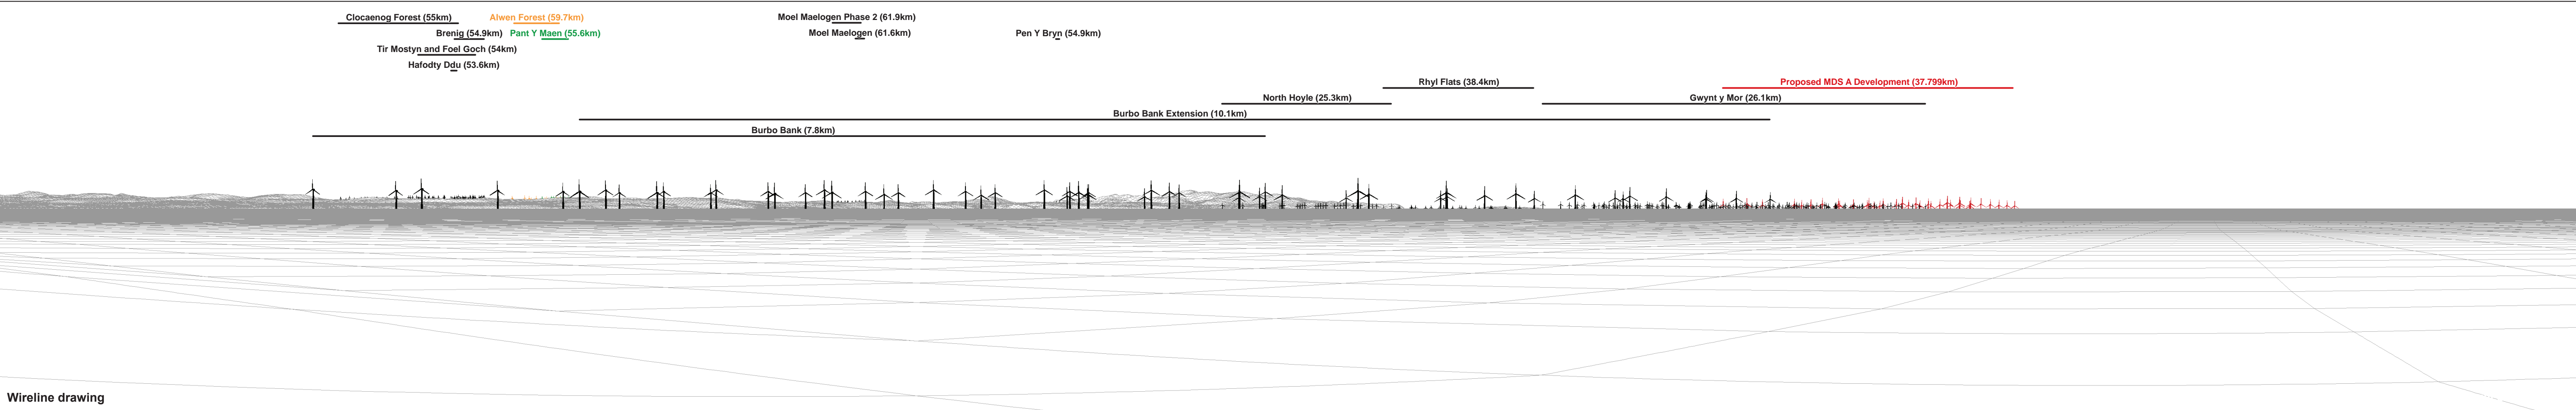 Clocaenog Forest (55km)
Alwen Forest (59.7km)
Moel Maelogen Phase 2 (61.9km)
Brenig (54.9km)
Pant Y Maen (55.6km)
Moel Maelogen (61.6km)
Pen Y Bryn (54.9km)
Tir Mostyn and Foel Goch (54km)
Hafodty Ddu (53.6km)
Rhyl Flats (38.4km)
Proposed MDS A Development (37.799km)
North Hoyle (25.3km)
Gwynt y Mor (26.1km)
Burbo Bank Extension (10.1km)
Burbo Bank (7.8km)
Wireline drawing